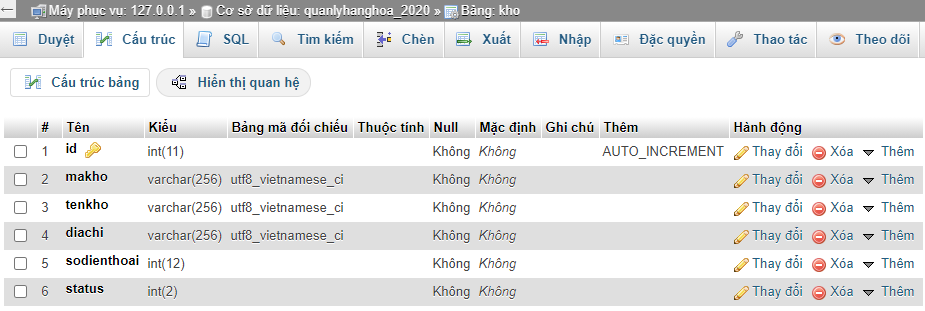 ← Máy phục vụ: 127.0.0.1 » Cơ sở dữ liệu: quanlyhanghoa_2020 » Bảng: kho
Duyệt Cấu trúc SQL Tìm kiếm Chèn Xuất Nhập Đặc quyền Thao tác Theo dõi
Cấu trúc bảng Hiển thị quan hệ
# Tên Kiểu Bảng mã đối chiếu Thuộc tính Null Mặc định Ghi chú Thêm Hành động
1 id int(11) Không Không AUTO_INCREMENT Thay đổi Xóa Thêm
2 makho varchar(256) utf8_vietnamese_ci Không Không Thay đổi Xóa Thêm
3 tenkho varchar(256) utf8_vietnamese_ci Không Không Thay đổi Xóa Thêm
4 diachi varchar(256) utf8_vietnamese_ci Không Không Thay đổi Xóa Thêm
5 sodienthoai int(12) Không Không Thay đổi Xóa Thêm
6 status int(2) Không Không Thay đổi Xóa Thêm